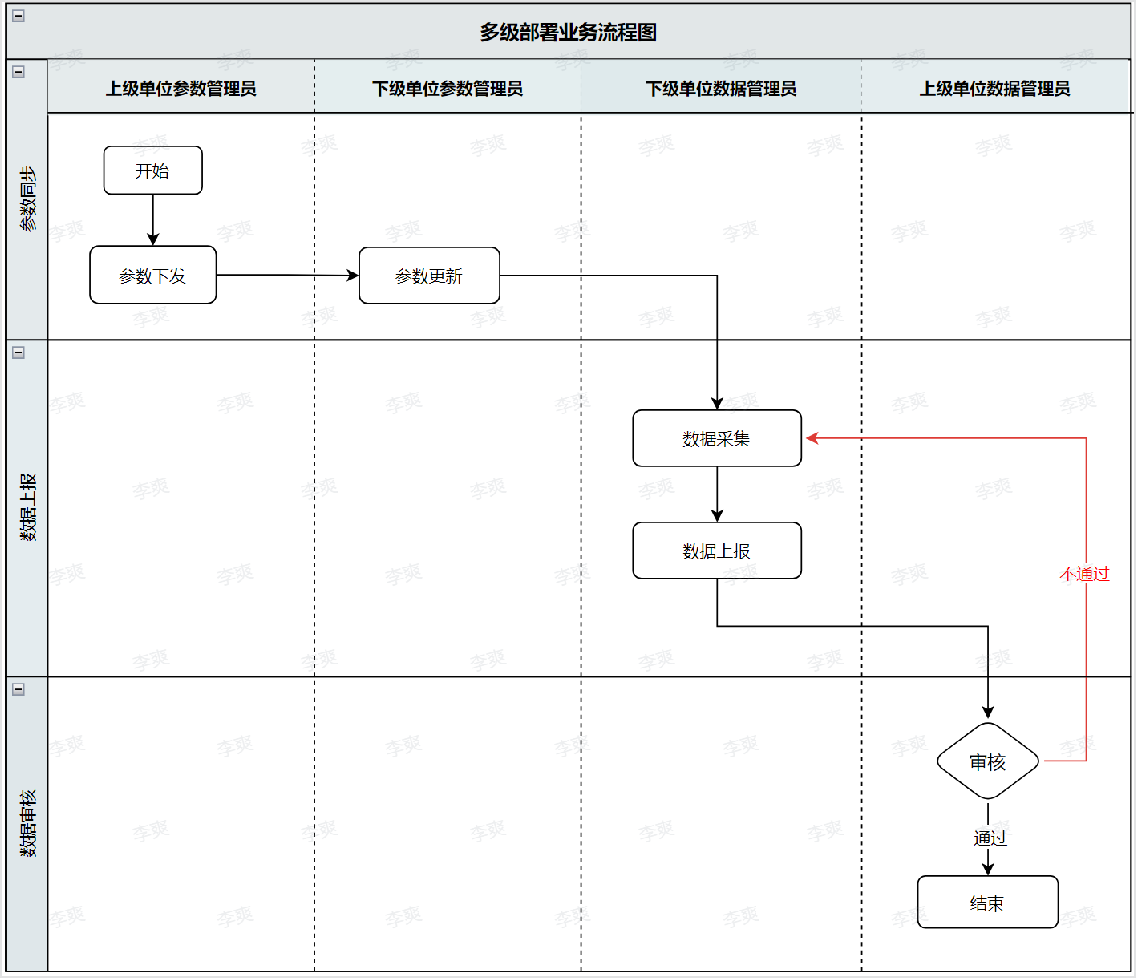 多级部署业务流程图
上级单位参数管理员
下级单位参数管理员
下级单位数据管理员
上级单位数据管理员
参数同步
开始
参数下发
参数更新
数据上报
数据采集
数据上报
不通过
数据审核
审核
通过
结束
李爽